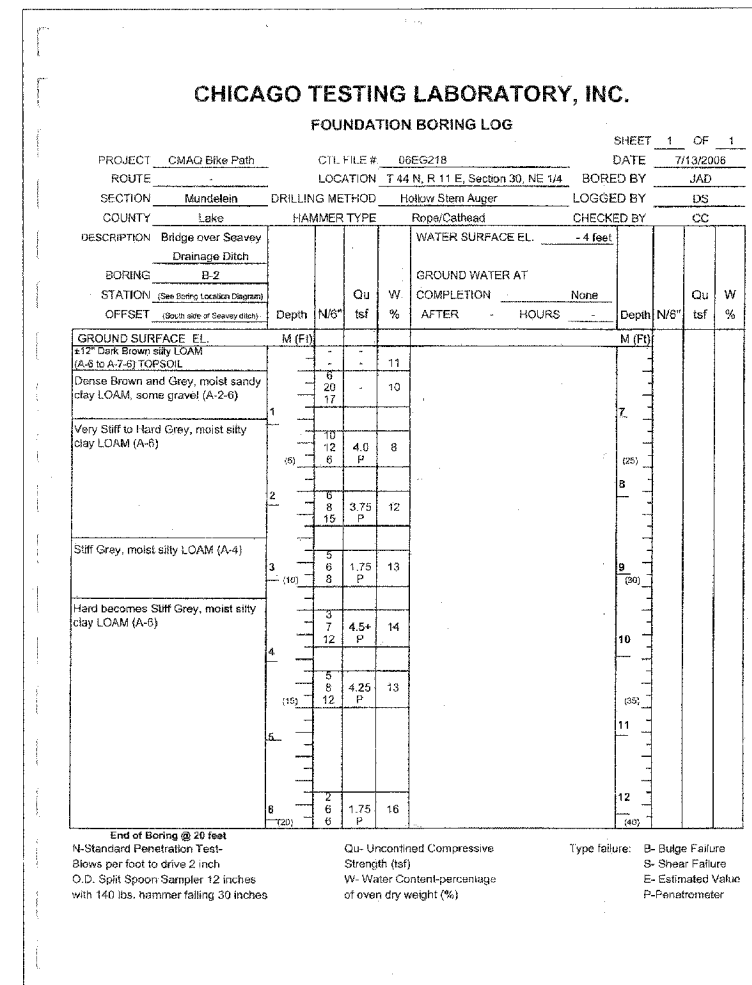 CHICAGO TESTING LABORATORY, INC.
FOUNDATION BORING LOG
SHEET 1 OF 1
PROJECT CMAQ Bike Path CTL FILE #: 06EG218 DATE 7/13/2006
ROUTE - LOCATION T 44 N, R 11 E, Section 30, NE 1/4 BORED BY JAD
SECTION Mundelein DRILLING METHOD Hollow Stem Auger LOGGED BY DS
COUNTY Lake HAMMER TYPE Rope/Cathead CHECKED BY CC
DESCRIPTION Bridge over Seavey WATER SURFACE EL. - 4 feet
Drainage Ditch
BORING B-2 GROUND WATER AT
STATION (See Boring Location Diagram) Qu W COMPLETION None Qu W
OFFSET (South side of Seavey ditch) Depth N/6" tsf % AFTER - HOURS - Depth N/6" tsf %
GROUND SURFACE EL. M (Ft) M (Ft)
±12" Dark Brown silty LOAM - -
(A-6 to A-7-6) TOPSOIL - - 11
6
Dense Brown and Grey, moist sandy 20 - 10
clay LOAM, some gravel (A-2-6) 17
1 7
Very Stiff to Hard Grey, moist silty 10
clay LOAM (A-6) 12 4.0 8
(5) 6 P (25)
8
2 6
8 3.75 12
15 P
Stiff Grey, moist silty LOAM (A-4) 5
3 6 1.75 13 9
(10) 8 P (30)
Hard becomes Stiff Grey, moist silty 3
clay LOAM (A-6) 7 4.5+ 14
12 P 10
4
5
8 4.25 13
(15) 12 P (35)
11
5
2 12
6 6 1.75 16
(20) 6 P (40)
End of Boring @ 20 feet
N-Standard Penetration Test- Qu- Unconfined Compressive Type failure: B- Bulge Failure
Blows per foot to drive 2 inch Strength (tsf) S- Shear Failure
O.D. Split Spoon Sampler 12 inches W- Water Content-percentage E- Estimated Value
with 140 lbs. hammer falling 30 inches of oven dry weight (%) P-Penetrometer